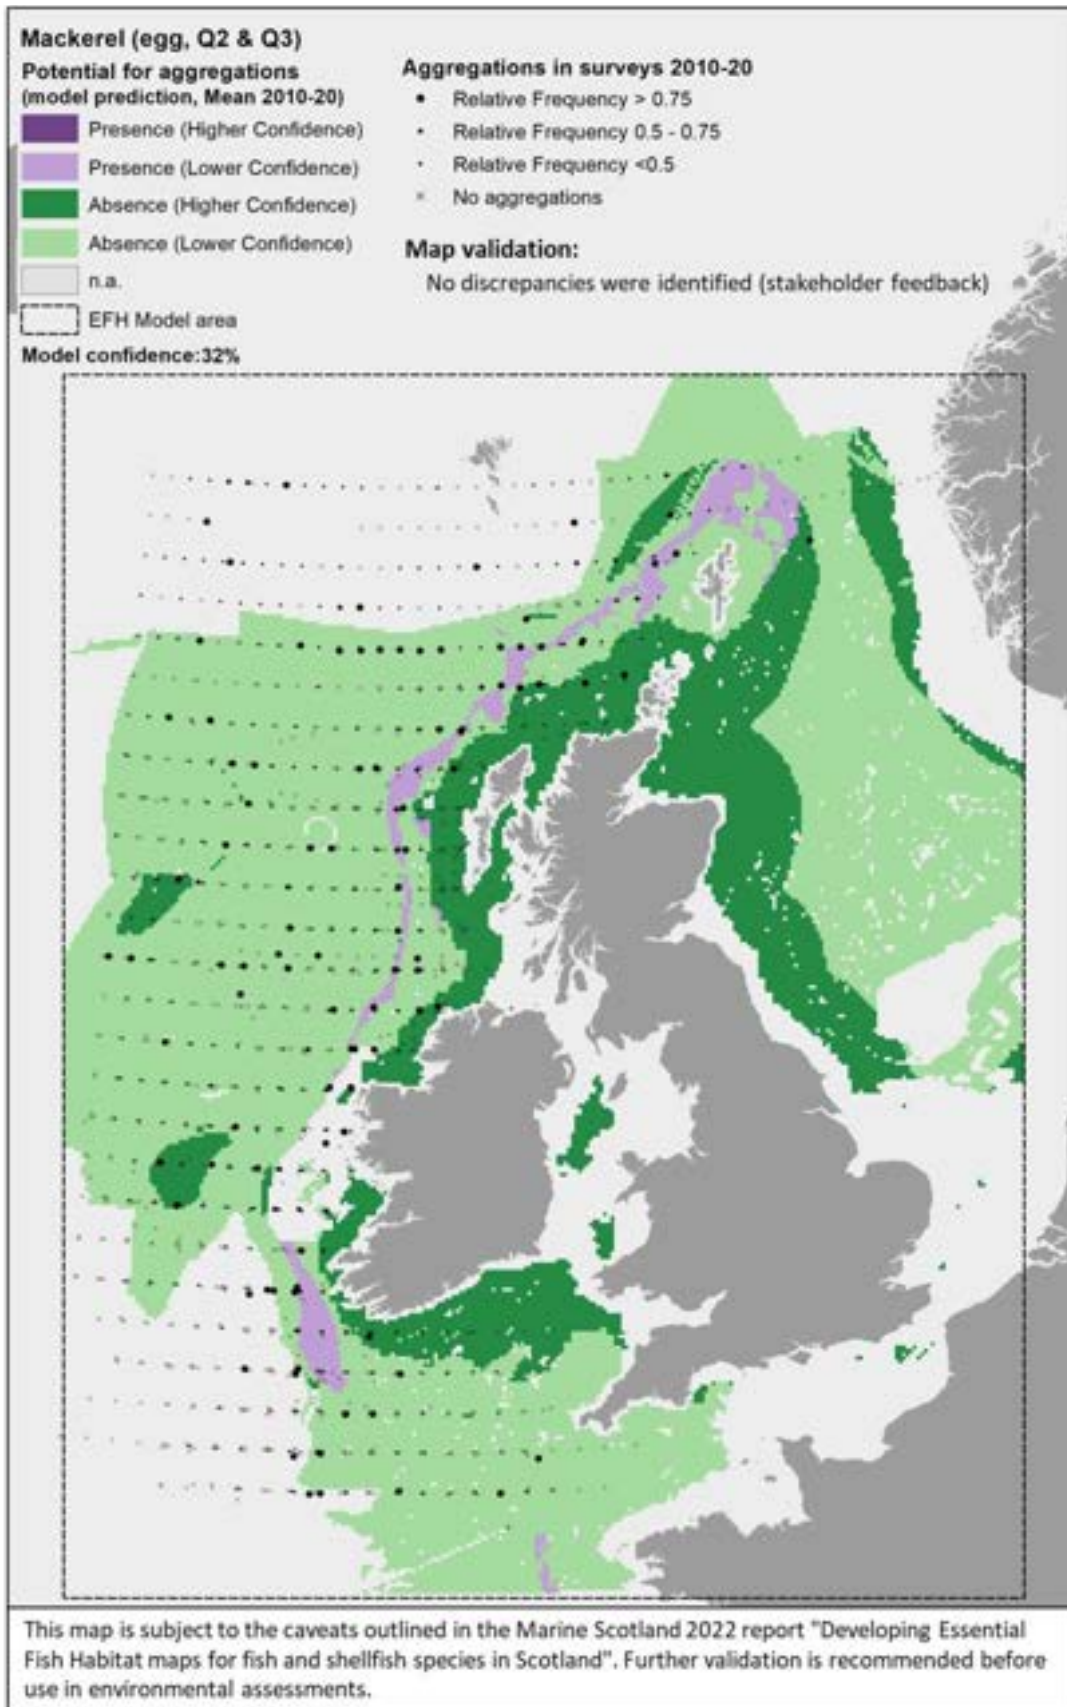 Mackerel (egg, Q2 & Q3)
Potential for aggregations
(model prediction, Mean 2010-20)
Presence (Higher Confidence)
Presence (Lower Confidence)
Absence (Higher Confidence)
Absence (Lower Confidence)
n.a.
EFH Model area
Model confidence:32%
Aggregations in surveys 2010-20
Relative Frequency > 0.75
Relative Frequency 0.5 - 0.75
Relative Frequency <0.5
No aggregations
Map validation:
No discrepancies were identified (stakeholder feedback)
This map is subject to the caveats outlined in the Marine Scotland 2022 report "Developing Essential
Fish Habitat maps for fish and shellfish species in Scotland". Further validation is recommended before
use in environmental assessments.